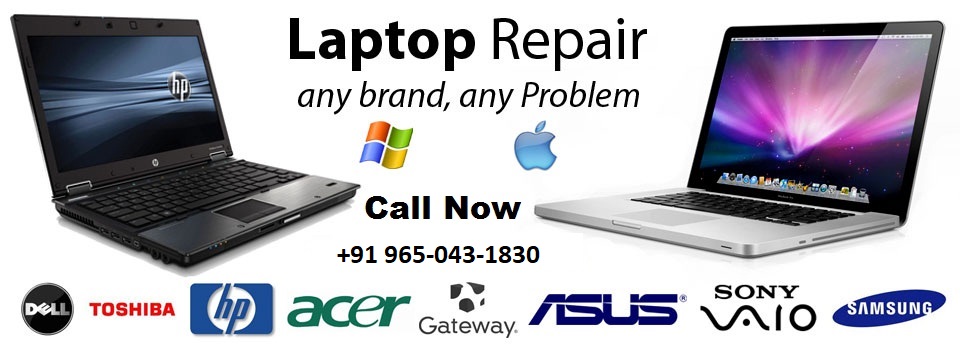 Laptop Repair
any brand, any Problem
hp
Call Now
+91 965-043-1830
DELL
TOSHIBA
hp
acer
Gateway
ASUS
SONY
VAIO
SAMSUNG